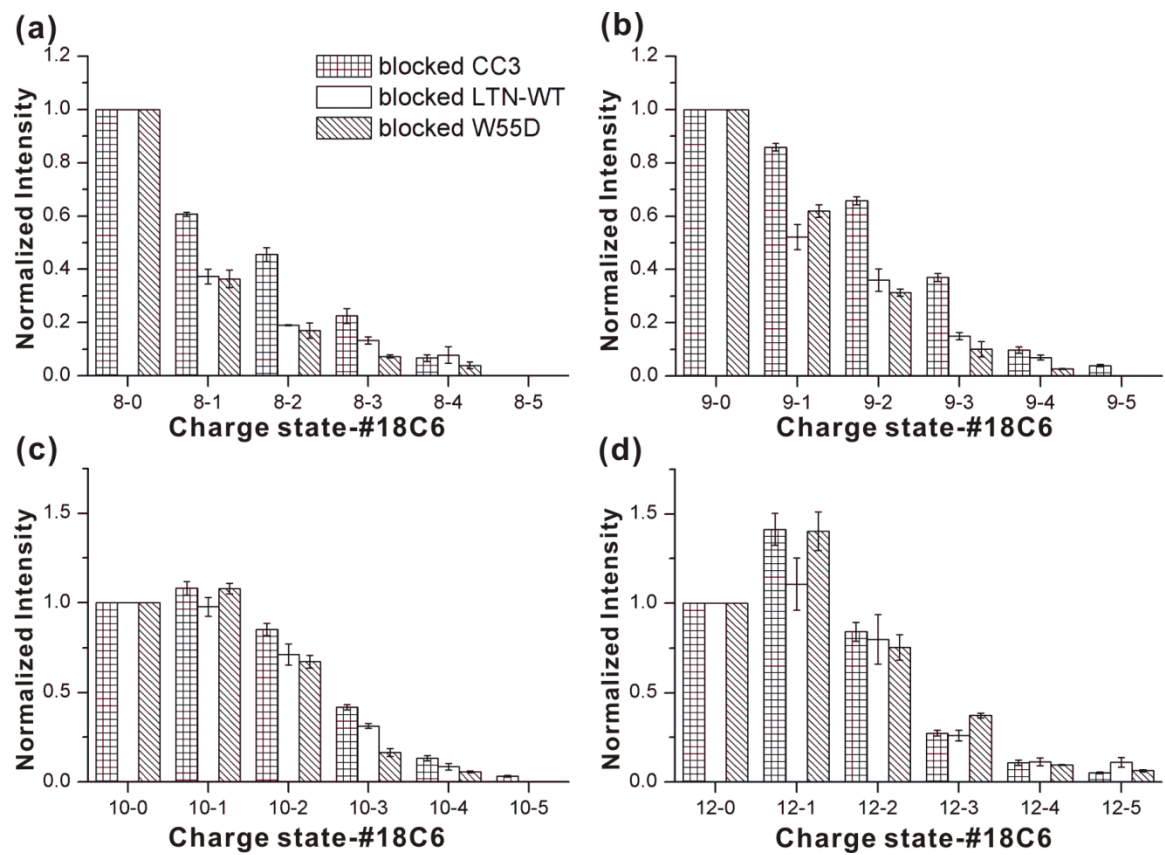 (a)
blocked CC3
blocked LTN-WT
blocked W55D
Normalized Intensity
1.2
1.0
0.8
0.6
0.4
0.2
0.0
8-0 8-1 8-2 8-3 8-4 8-5
Charge state-#18C6
(b)
Normalized Intensity
1.2
1.0
0.8
0.6
0.4
0.2
0.0
9-0 9-1 9-2 9-3 9-4 9-5
Charge state-#18C6
(c)
Normalized Intensity
1.5
1.0
0.5
0.0
10-0 10-1 10-2 10-3 10-4 10-5
Charge state-#18C6
(d)
Normalized Intensity
1.5
1.0
0.5
0.0
12-0 12-1 12-2 12-3 12-4 12-5
Charge state-#18C6